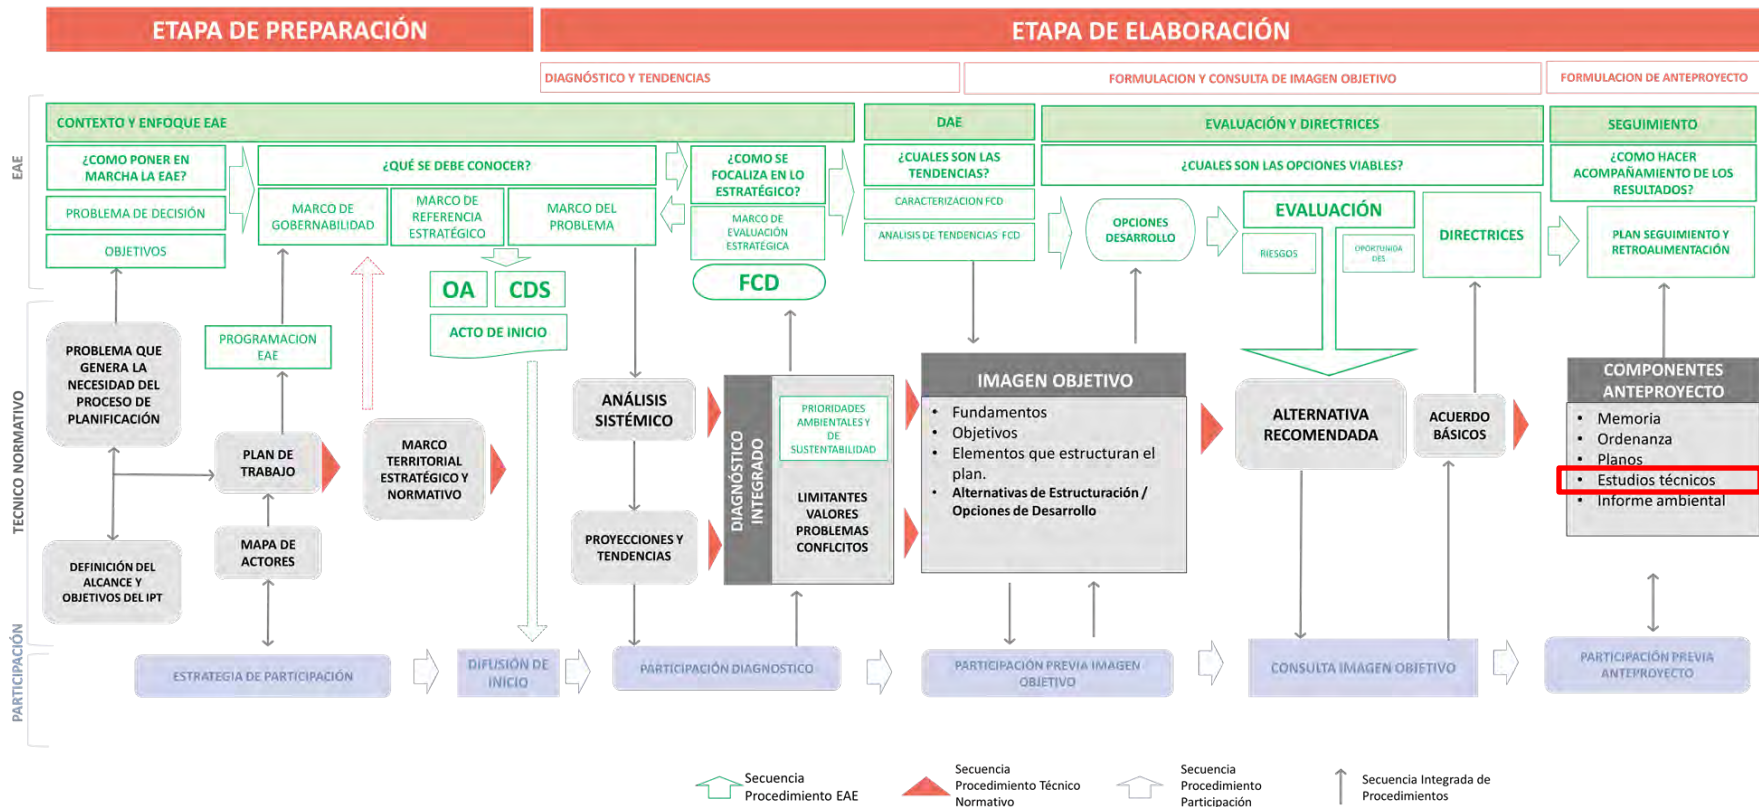 ETAPA DE PREPARACIÓN
ETAPA DE ELABORACIÓN
DIAGNÓSTICO Y TENDENCIAS
FORMULACION Y CONSULTA DE IMAGEN OBJETIVO
FORMULACION DE ANTEPROYECTO
EAE
CONTEXTO Y ENFOQUE EAE
DAE
EVALUACIÓN Y DIRECTRICES
SEGUIMIENTO
¿COMO PONER EN
MARCHA LA EAE?
¿QUÉ SE DEBE CONOCER?
¿COMO SE
FOCALIZA EN LO
ESTRATÉGICO?
¿CUALES SON LAS
TENDENCIAS?
¿CUALES SON LAS OPCIONES VIABLES?
¿COMO HACER
ACOMPAÑAMIENTO DE LOS
RESULTADOS?
PROBLEMA DE DECISIÓN
OBJETIVOS
MARCO DE
GOBERNABILIDAD
MARCO DE
REFERENCIA
ESTRATÉGICO
MARCO DEL
PROBLEMA
MARCO DE
EVALUACIÓN
ESTRATÉGICA
CARACTERIZACION FCD
ANALISIS DE TENDENCIAS FCD
OPCIONES
DESARROLLO
EVALUACIÓN
RIESGOS
OPORTUNIDA
DES
DIRECTRICES
PLAN SEGUIMIENTO Y
RETROALIMENTACIÓN
OA
CDS
FCD
ACTO DE INICIO
PROGRAMACION
EAE
TECNICO NORMATIVO
PROBLEMA QUE
GENERA LA
NECESIDAD DEL
PROCESO DE
PLANIFICACIÓN
PLAN DE
TRABAJO
MARCO
TERRITORIAL
ESTRATÉGICO Y
NORMATIVO
MAPA DE
ACTORES
DEFINICIÓN DEL
ALCANCE Y
OBJETIVOS DEL IPT
ANÁLISIS
SISTÉMICO
PROYECCIONES Y
TENDENCIAS
DIAGNÓSTICO
INTEGRADO
PRIORIDADES
AMBIENTALES Y
DE
SUSTENTABILIDAD
LIMITANTES
VALORES
PROBLEMAS
CONFLCITOS
IMAGEN OBJETIVO
• Fundamentos
• Objetivos
• Elementos que estructuran el
plan.
• Alternativas de Estructuración /
Opciones de Desarrollo
ALTERNATIVA
RECOMENDADA
ACUERDO
BÁSICOS
COMPONENTES
ANTEPROYECTO
• Memoria
• Ordenanza
• Planos
• Estudios técnicos
• Informe ambiental
PARTICIPACIÓN
ESTRATEGIA DE PARTICIPACIÓN
DIFUSIÓN DE
INICIO
PARTICIPACIÓN DIAGNOSTICO
PARTICIPACIÓN PREVIA IMAGEN
OBJETIVO
CONSULTA IMAGEN OBJETIVO
PARTICIPACIÓN PREVIA
ANTEPROYECTO
Secuencia
Procedimiento EAE
Secuencia
Procedimiento Técnico
Normativo
Secuencia
Procedimiento
Participación
Secuencia Integrada de
Procedimientos